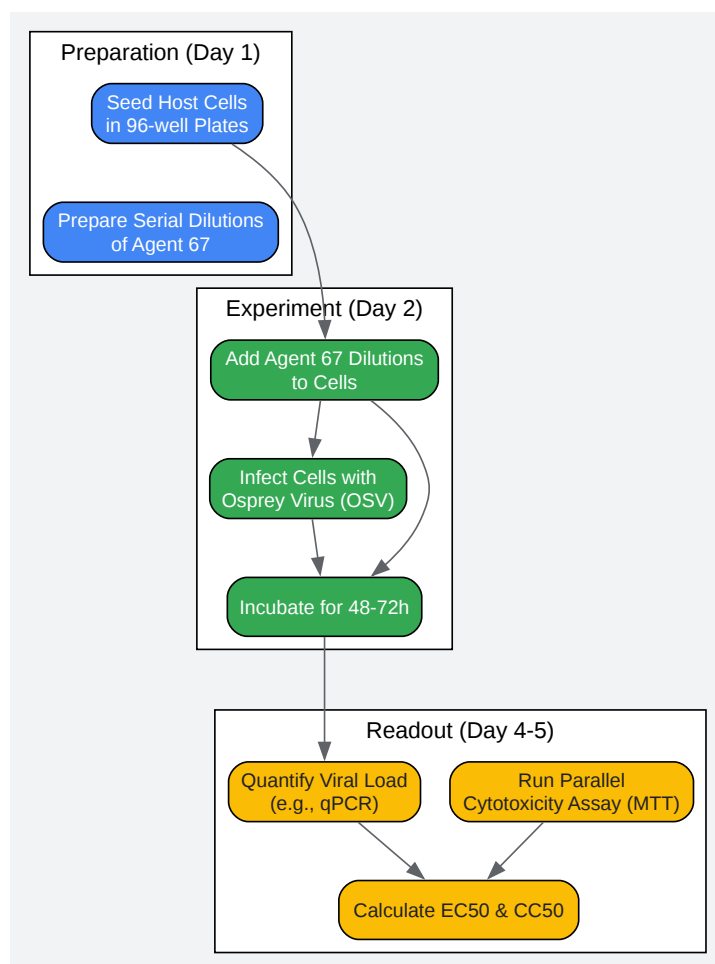 Preparation (Day 1)
Seed Host Cells
in 96-well Plates
Prepare Serial Dilutions
of Agent 67
Experiment (Day 2)
Add Agent 67 Dilutions
to Cells
Infect Cells with
Osprey Virus (OSV)
Incubate for 48-72h
Readout (Day 4-5)
Quantify Viral Load
(e.g., qPCR)
Run Parallel
Cytotoxicity Assay (MTT)
Calculate EC50 & CC50